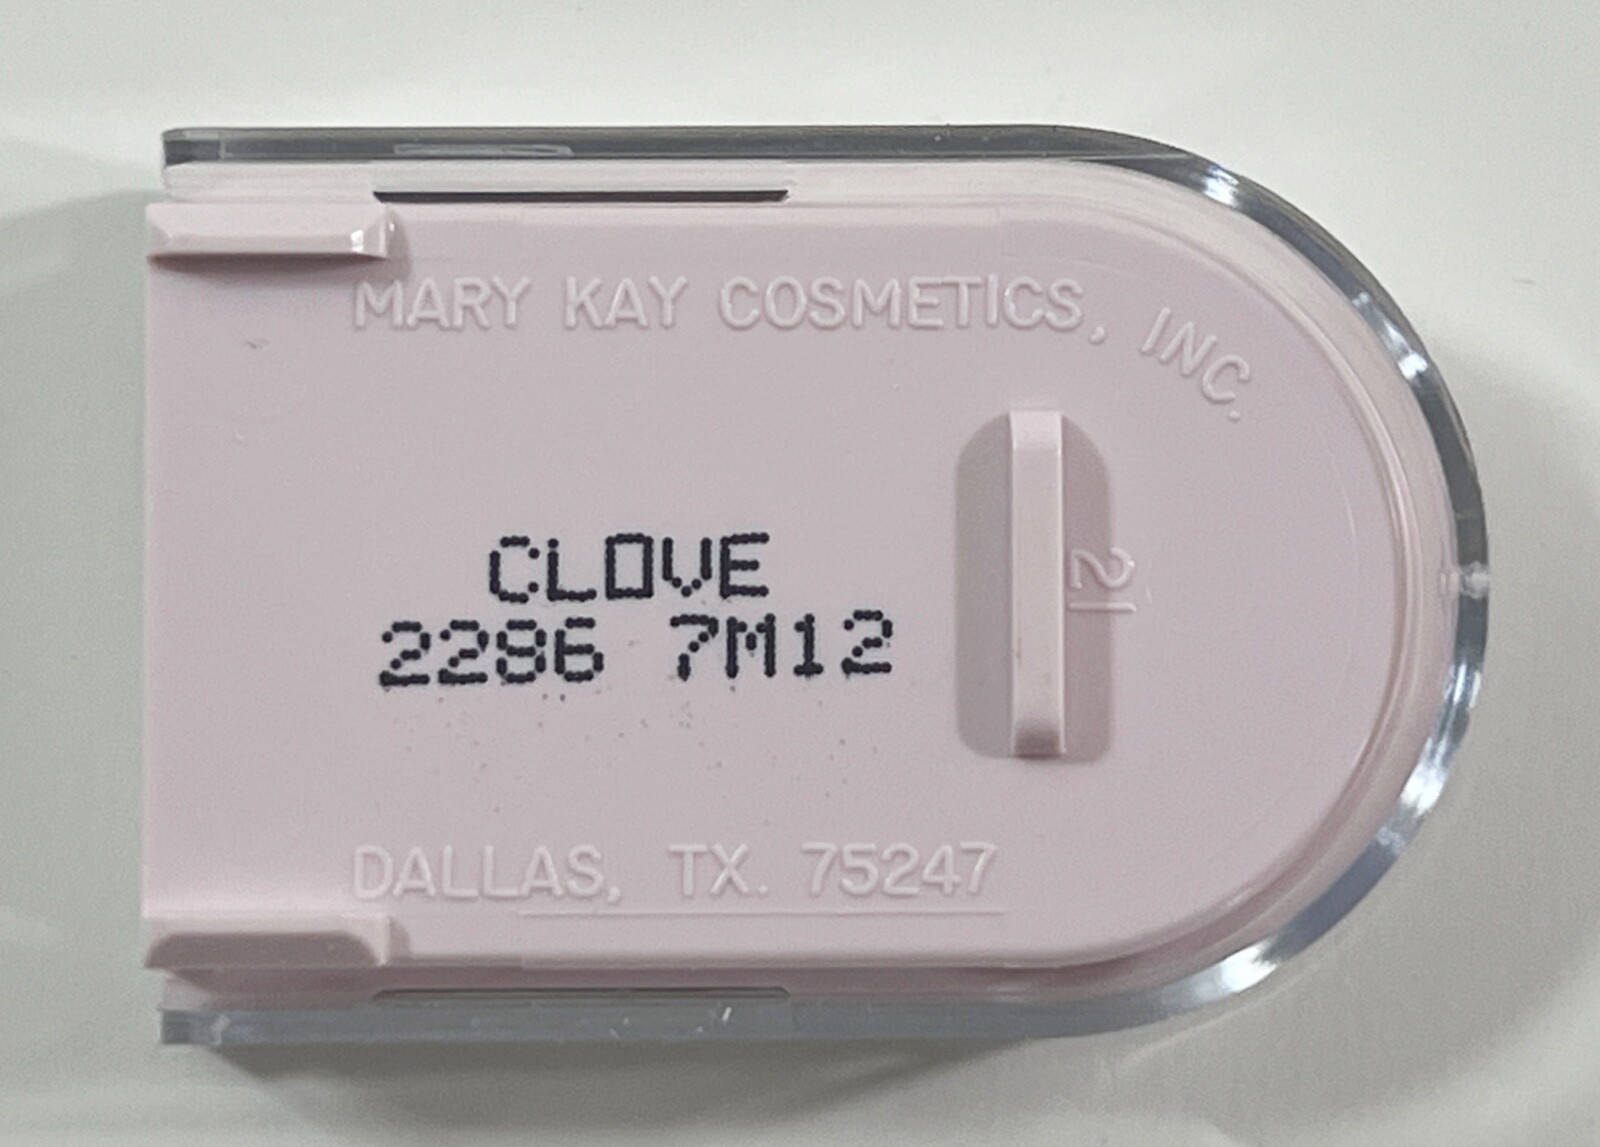 MARY KAY COSMETICS, INC.
CLOVE
2286 7M12
21
DALLAS, TX. 75247